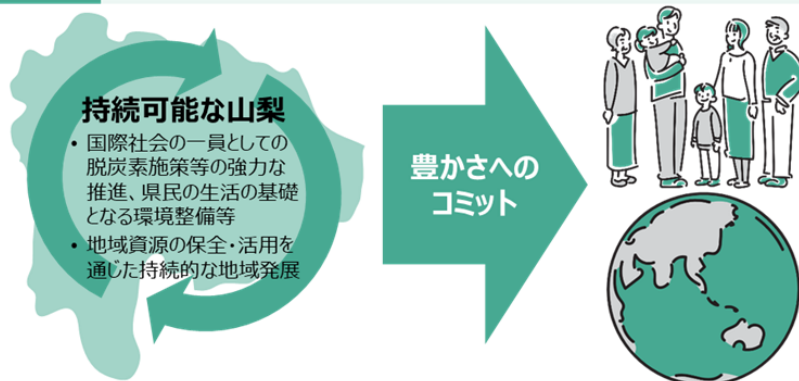 持続可能な山梨
• 国際社会の一員としての
脱炭素施策等の強力な
推進、県民の生活の基礎
となる環境整備等
• 地域資源の保全・活用を
通じた持続的な地域発展
豊かさへの
コミット